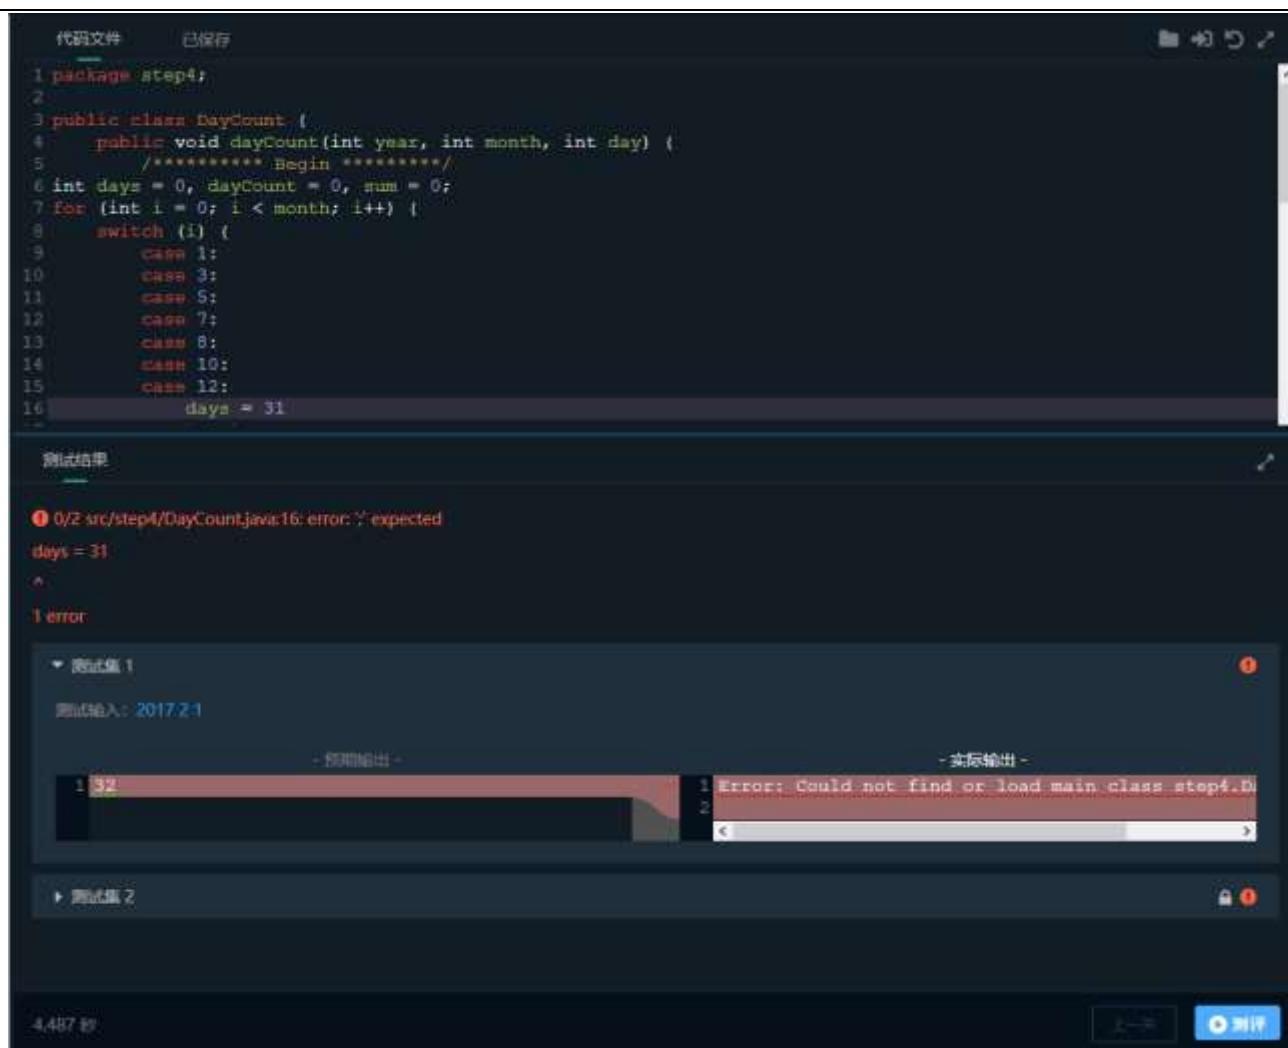 代码文件 已保存
1 package step4;
2
3 public class DayCount {
4 public void dayCount(int year, int month, int day) {
5 /********** Begin *********/
6 int days = 0, dayCount = 0, sum = 0;
7 for (int i = 0; i < month; i++) {
8 switch (i) {
9 case 1:
10 case 3:
11 case 5:
12 case 7:
13 case 8:
14 case 10:
15 case 12:
16 days = 31
测试结果
0/2 src/step4/DayCount.java:16: error: ';' expected
days = 31
^
1 error
测试集 1
测试输入：2017 2 1
- 预期输出 - - 实际输出 -
1 32 1 Error: Could not find or load main class step4.D
2
测试集 2
4.487 秒 测评